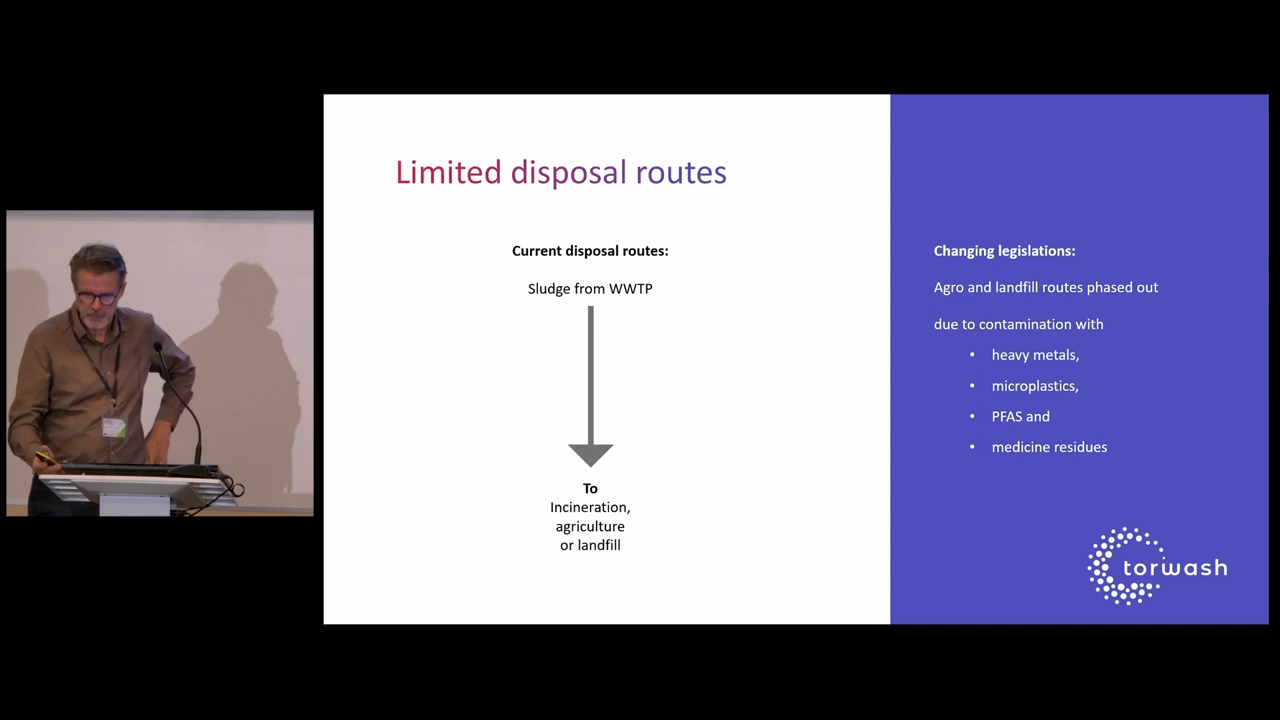 Limited disposal routes
Current disposal routes:
Sludge from WWTP
To
Incineration,
agriculture
or landfill
Changing legislations:
Agro and landfill routes phased out
due to contamination with
• heavy metals,
• microplastics,
• PFAS and
• medicine residues
torwash